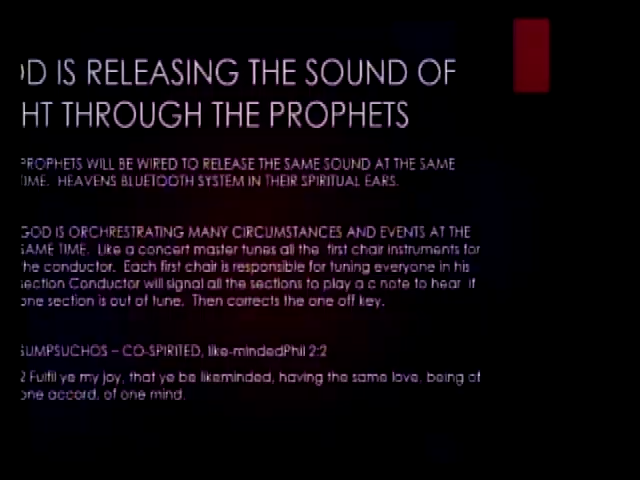 D IS RELEASING THE SOUND OF
HT THROUGH THE PROPHETS
PROPHETS WILL BE WIRED TO RELEASE THE SAME SOUND AT THE SAME
TIME. HEAVENS BLUETOOTH SYSTEM IN THEIR SPIRITUAL EARS.
GOD IS ORCHRESTRATING MANY CIRCUMSTANCES AND EVENTS AT THE
SAME TIME. Like a concert master tunes all the first chair instruments for
the conductor. Each first chair is responsible for tuning everyone in his
section Conductor will signal all the sections to play a c note to hear if
one section is out of tune. Then corrects the one off key.
SUMPSUCHOS – CO-SPIRITED, like-mindedPhil 2:2
2 Fulfil ye my joy, that ye be likeminded, having the same love, being of
one accord, of one mind.